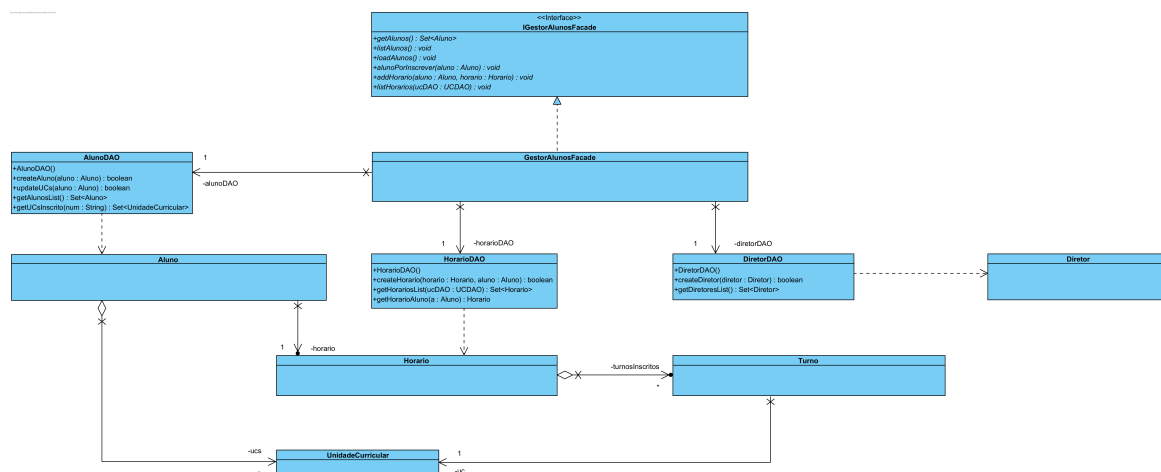 <<Interface>>
IGestorAlunosFacade
+getAlunos() : Set<Aluno>
+listAlunos() : void
+loadAlunos() : void
+alunoPorInscrever(aluno : Aluno) : void
+addHorario(aluno : Aluno, horario : Horario) : void
+listHorarios(ucDAO : UCDAO) : void
AlunoDAO
+AlunoDAO()
+createAluno(aluno : Aluno) : boolean
+updateUCs(aluno : Aluno) : boolean
+getAlunosList() : Set<Aluno>
+getUCsInscrito(num : String) : Set<UnidadeCurricular>
1
-alunoDAO
GestorAlunosFacade
1
-horarioDAO
1
-diretorDAO
Aluno
HorarioDAO
+HorarioDAO()
+createHorario(horario : Horario, aluno : Aluno) : boolean
+getHorariosList(ucDAO : UCDAO) : Set<Horario>
+getHorarioAluno(a : Aluno) : Horario
DiretorDAO
+DiretorDAO()
+createDiretor(diretor : Diretor) : boolean
+getDiretoresList() : Set<Diretor>
Diretor
1
-horario
Horario
-turnosInscritos
*
Turno
-ucs
UnidadeCurricular
1
-uc